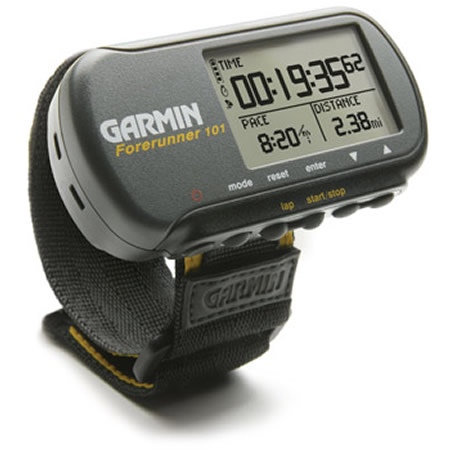 TIME
00:19:35 62
PACE
DISTANCE
8:20/m
2.38mi
GARMIN
Forerunner 101
mode reset enter
lap start/stop
GARMIN